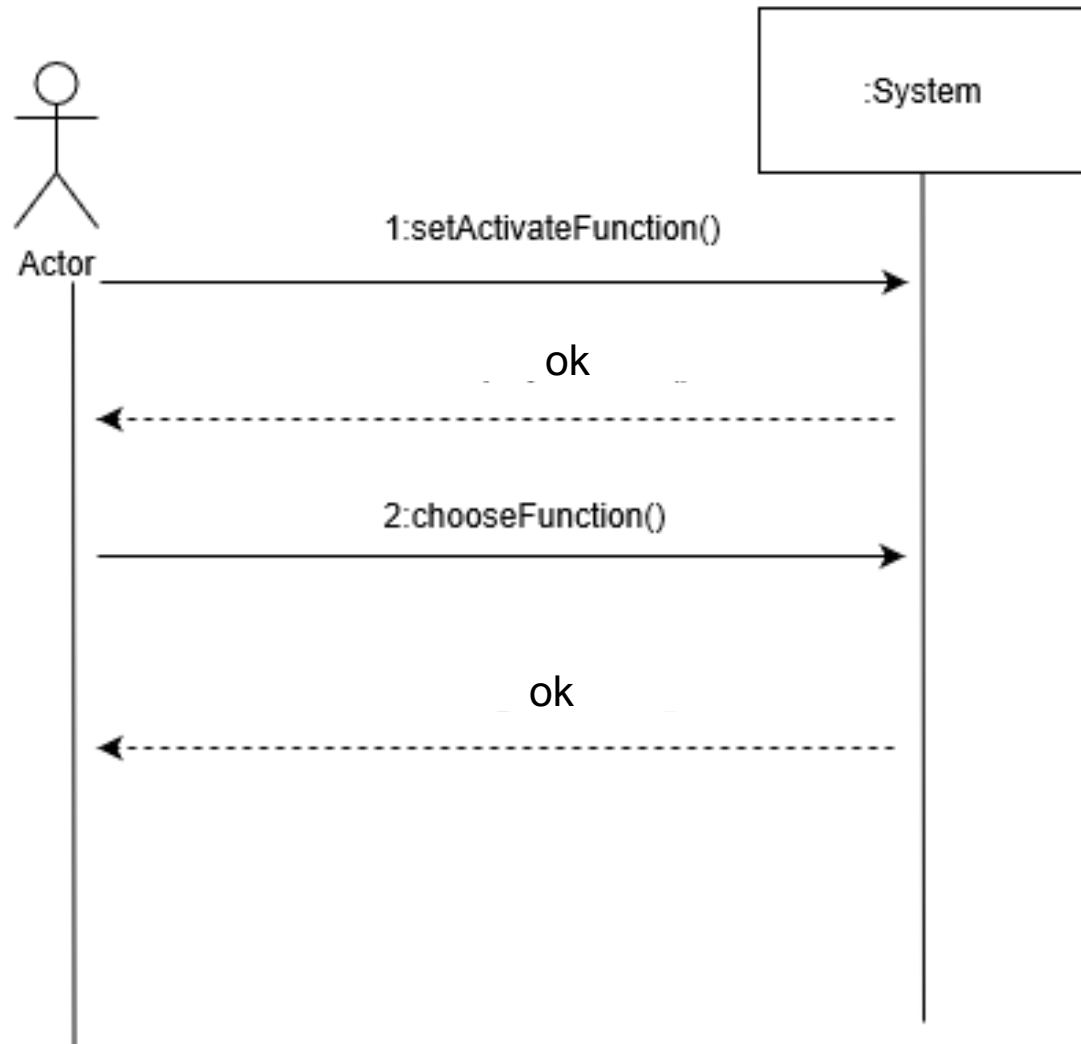 :System
1:setActivateFunction()
Actor
ok
2:chooseFunction()
ok